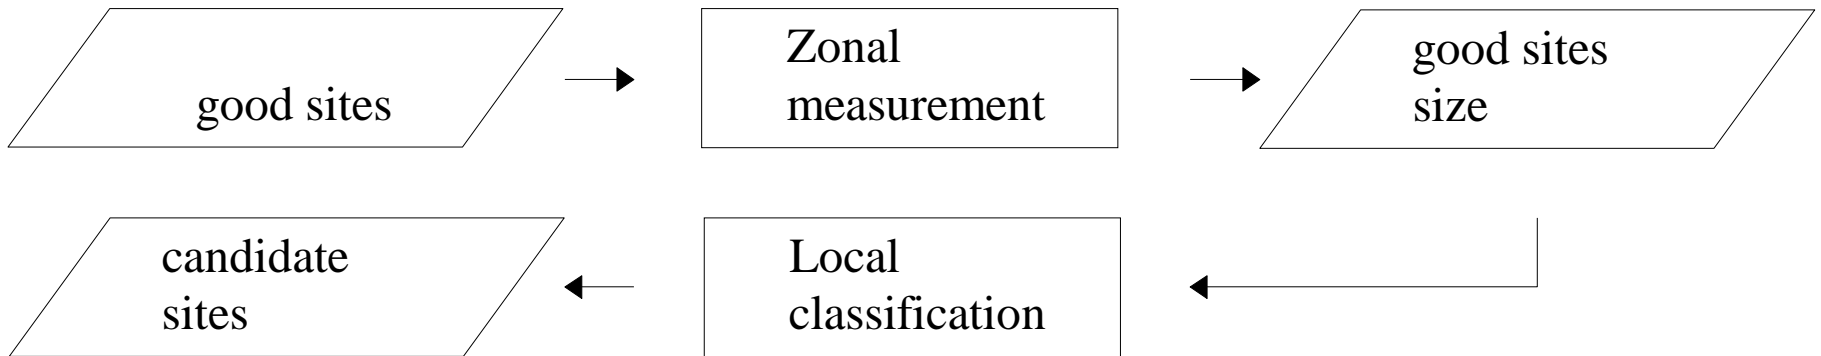 good sites
Zonal
measurement
good sites
size
candidate
sites
Local
classification